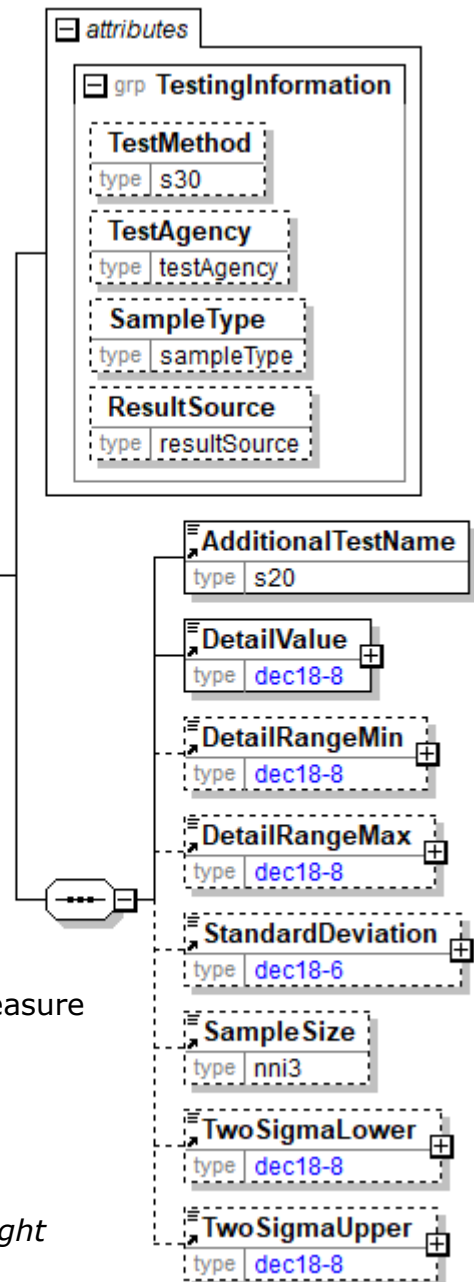 attributes
grp TestingInformation
TestMethod
type s30
TestAgency
type testAgency
SampleType
type sampleType
ResultSource
type resultSource
AdditionalTestName
type s20
DetailValue
type dec18-8
DetailRangeMin
type dec18-8
DetailRangeMax
type dec18-8
StandardDeviation
type dec18-6
easure
SampleSize
type nni3
TwoSigmaLower
type dec18-8
ght
TwoSigmaUpper
type dec18-8